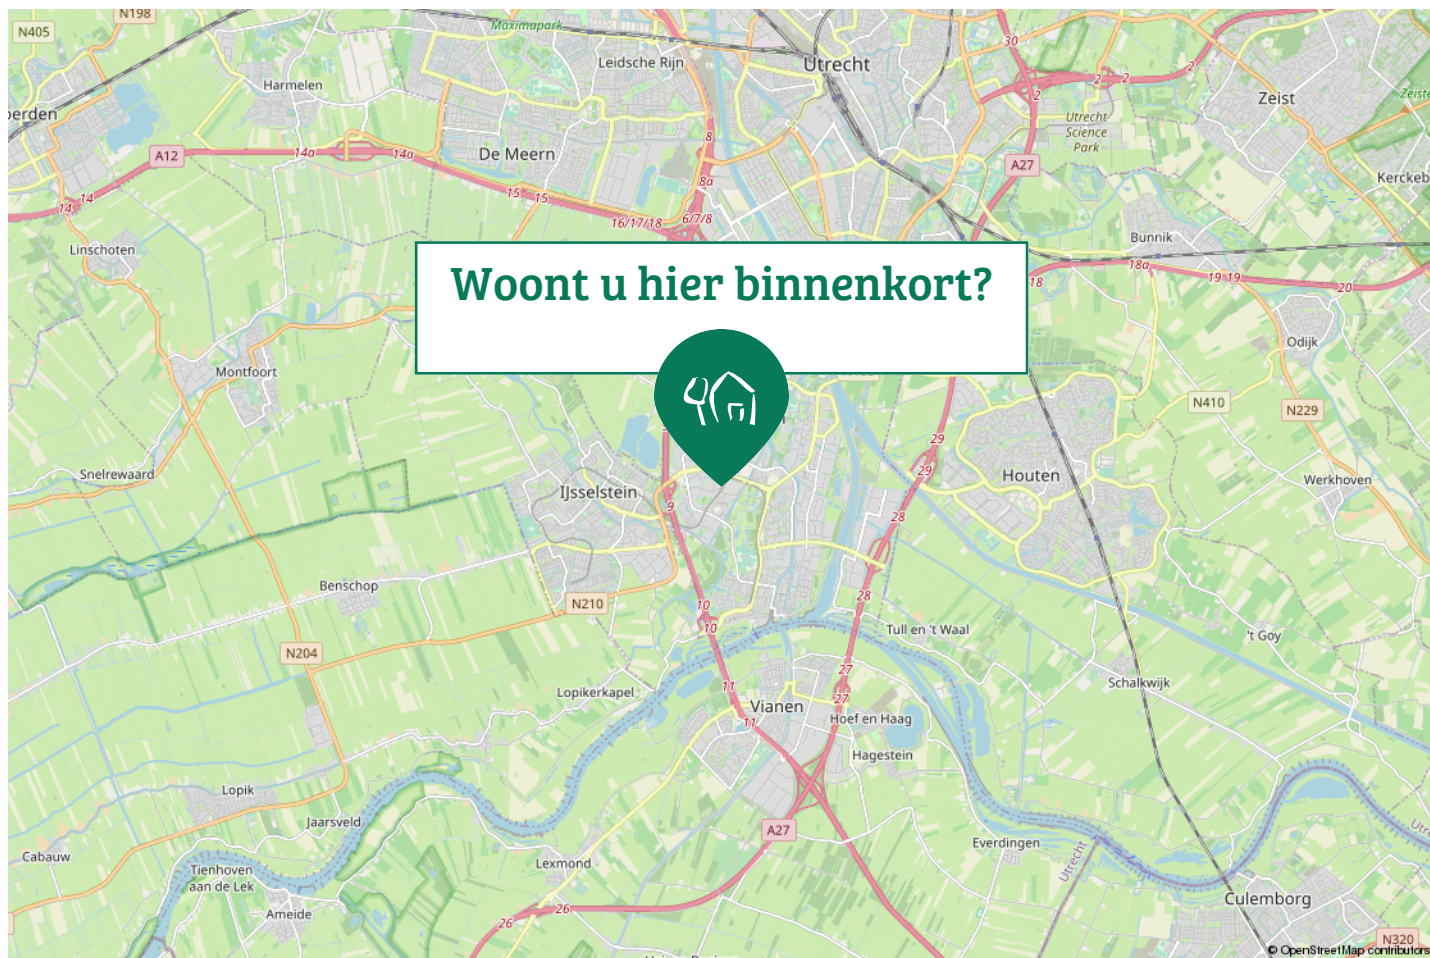 N198
N405
Maximapark
Leidsche Rijn
Utrecht
30
2
2
2
2
Harmelen
Zeist
Utrecht
Science
Park
8
A12
14a
14a
De Meern
A27
14
14
15
15
8a
16/17/18
6/7/8
Linschoten
Bunnik
18a
18
19
19
20
Woont u hier binnenkort?
Odijk
Montfoort
N410
N229
29
29
Snelrewaard
IJsselstein
Houten
Werkhoven
9
28
Benschop
N210
10
10
28
Tull en 't Waal
't Goy
N204
27
27
Lopikerkapel
11
11
Vianen
Schalkwijk
Hoef en Haag
Hagestein
Lopik
Jaarsveld
A27
Cabauw
Lexmond
Everdingen
Utrecht
Tienhoven
aan de Lek
Ameide
26
26
Culemborg
N320
© OpenStreetMap contributors